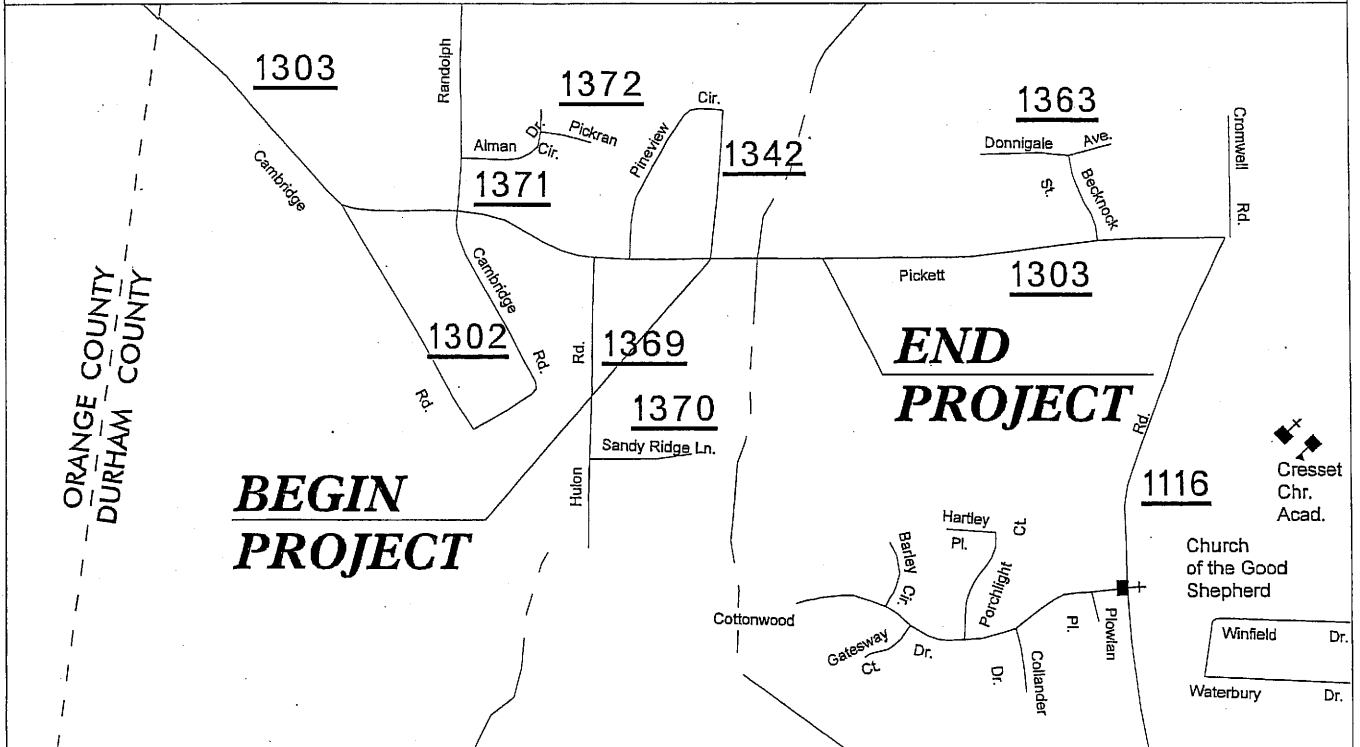 1303
Randolph
1372
Cir.
1363
Cromwell
Rd.
Dr.
Pickran
Alman
Cir.
Pineview
1342
Donnigale
Ave.
St.
Becknock
Cambridge
1371
Cambridge
Rd.
Pickett
1303
ORANGE COUNTY
DURHAM COUNTY
1302
Rd.
Rd.
1369
END
PROJECT
1370
Sandy Ridge Ln.
Hulon
Rd.
BEGIN
PROJECT
1116
Cresset
Chr.
Acad.
Hartley
Pl.
Ct.
Barley
Cir.
Porchlight
Church
of the Good
Shepherd
Cottonwood
Gatesway
Ct.
Dr.
Dr.
Collander
Pl.
Plowlan
Winfield Dr.
Waterbury Dr.